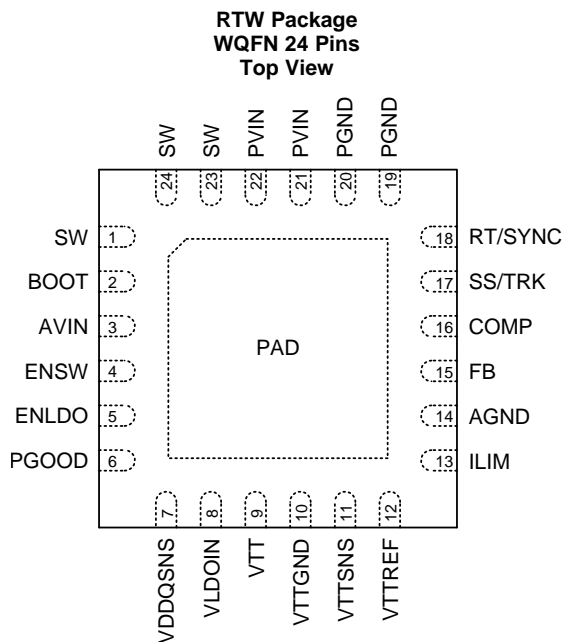 RTW Package
WQFN 24 Pins
Top View
SW
SW
PVIN
PVIN
PGND
PGND
24
23
22
21
20
19
SW 1
BOOT 2
AVIN 3
ENSW 4
ENLDO 5
PGOOD 6
PAD
18 RT/SYNC
17 SS/TRK
16 COMP
15 FB
14 AGND
13 ILIM
7
8
9
10
11
12
VDDQSNS
VLDOIN
VTT
VTTGND
VTTSNS
VTTREF